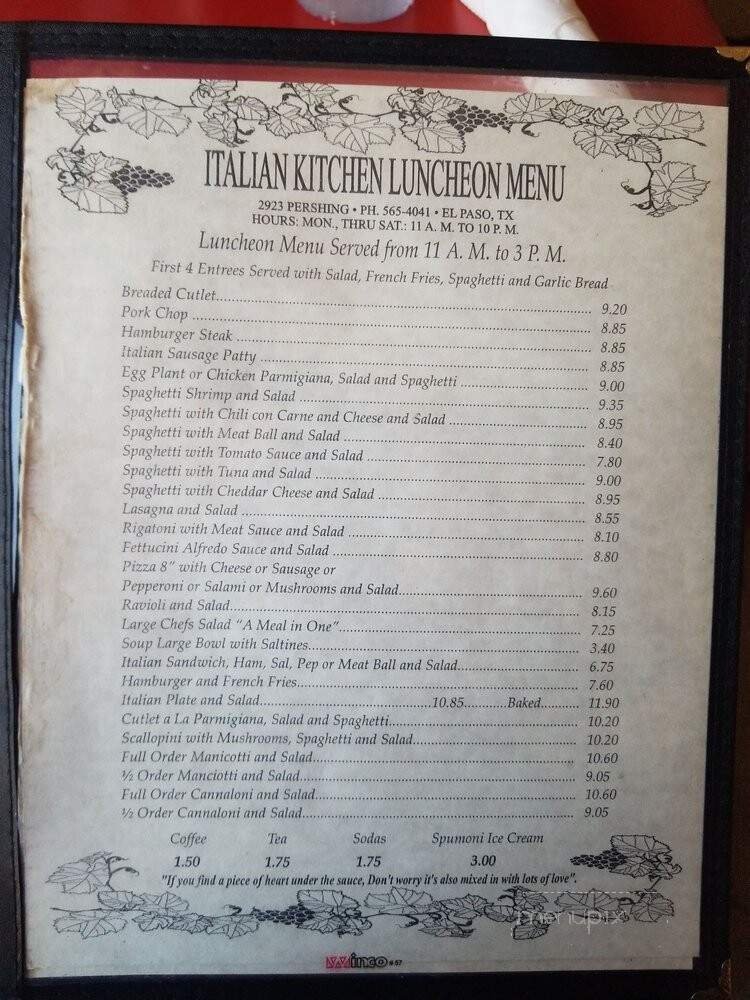 ITALIAN KITCHEN LUNCHEON MENU
2923 PERSHING • PH. 565-4041 • EL PASO, TX
HOURS: MON., THRU SAT.: 11 A. M. TO 10 P. M.
Luncheon Menu Served from 11 A. M. to 3 P. M.
First 4 Entrees Served with Salad, French Fries, Spaghetti and Garlic Bread
Breaded Cutlet........ 9.20
Pork Chop ........ 8.85
Hamburger Steak ........ 8.85
Italian Sausage Patty ........ 8.85
Egg Plant or Chicken Parmigiana, Salad and Spaghetti ........ 9.00
Spaghetti Shrimp and Salad ........ 9.35
Spaghetti with Chili con Carne and Cheese and Salad ........ 8.95
Spaghetti with Meat Ball and Salad ........ 8.40
Spaghetti with Tomato Sauce and Salad ........ 7.80
Spaghetti with Tuna and Salad ........ 9.00
Spaghetti with Cheddar Cheese and Salad ........ 8.95
Lasagna and Salad ........ 8.55
Rigatoni with Meat Sauce and Salad ........ 8.10
Fettucini Alfredo Sauce and Salad ........ 8.80
Pizza 8" with Cheese or Sausage or
Pepperoni or Salami or Mushrooms and Salad........ 9.60
Ravioli and Salad........ 8.15
Large Chefs Salad "A Meal in One"........ 7.25
Soup Large Bowl with Saltines........ 3.40
Italian Sandwich, Ham, Sal, Pep or Meat Ball and Salad........ 6.75
Hamburger and French Fries........ 7.60
Italian Plate and Salad........10.85........Baked........ 11.90
Cutlet a La Parmigiana, Salad and Spaghetti........ 10.20
Scallopini with Mushrooms, Spaghetti and Salad........ 10.20
Full Order Manicotti and Salad........ 10.60
½ Order Manciotti and Salad........ 9.05
Full Order Cannaloni and Salad........ 10.60
½ Order Cannaloni and Salad........ 9.05
Coffee Tea Sodas Spumoni Ice Cream
1.50 1.75 1.75 3.00
"If you find a piece of heart under the sauce, Don't worry it's also mixed in with lots of love".
menupix
Winco #57